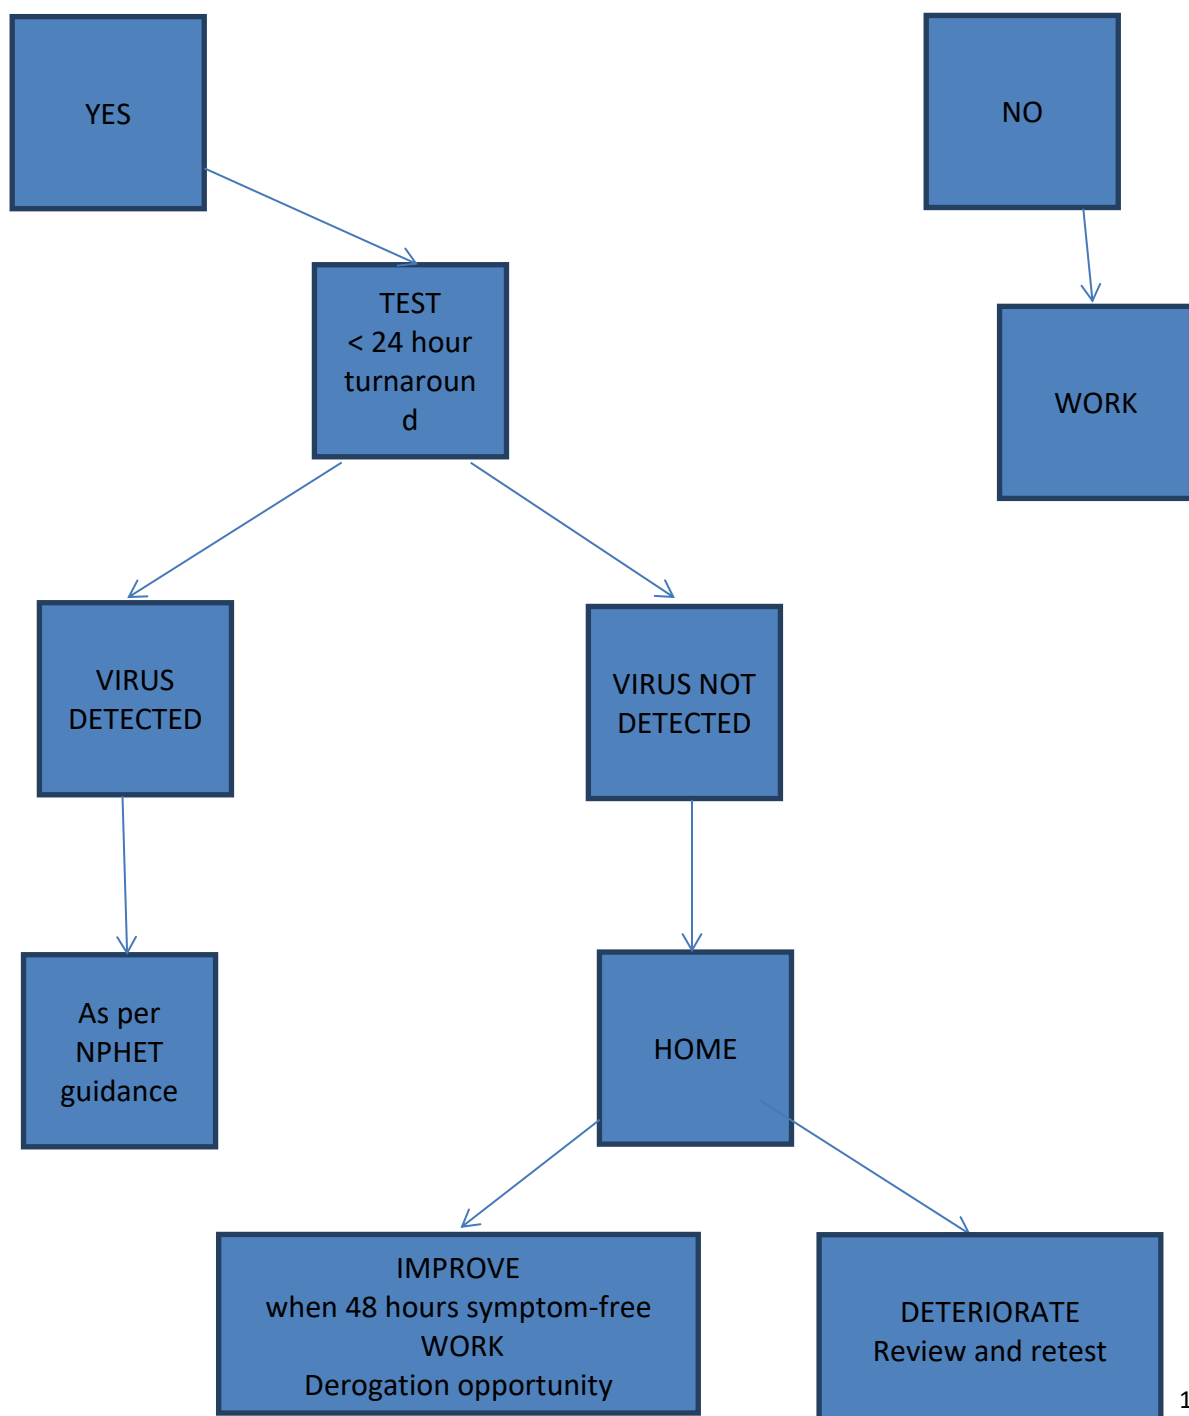 YES
NO
TEST
< 24 hour
turnaroun
d
WORK
VIRUS
DETECTED
VIRUS NOT
DETECTED
As per
NPHET
guidance
HOME
IMPROVE
when 48 hours symptom-free
WORK
Derogation opportunity
DETERIORATE
Review and retest
1